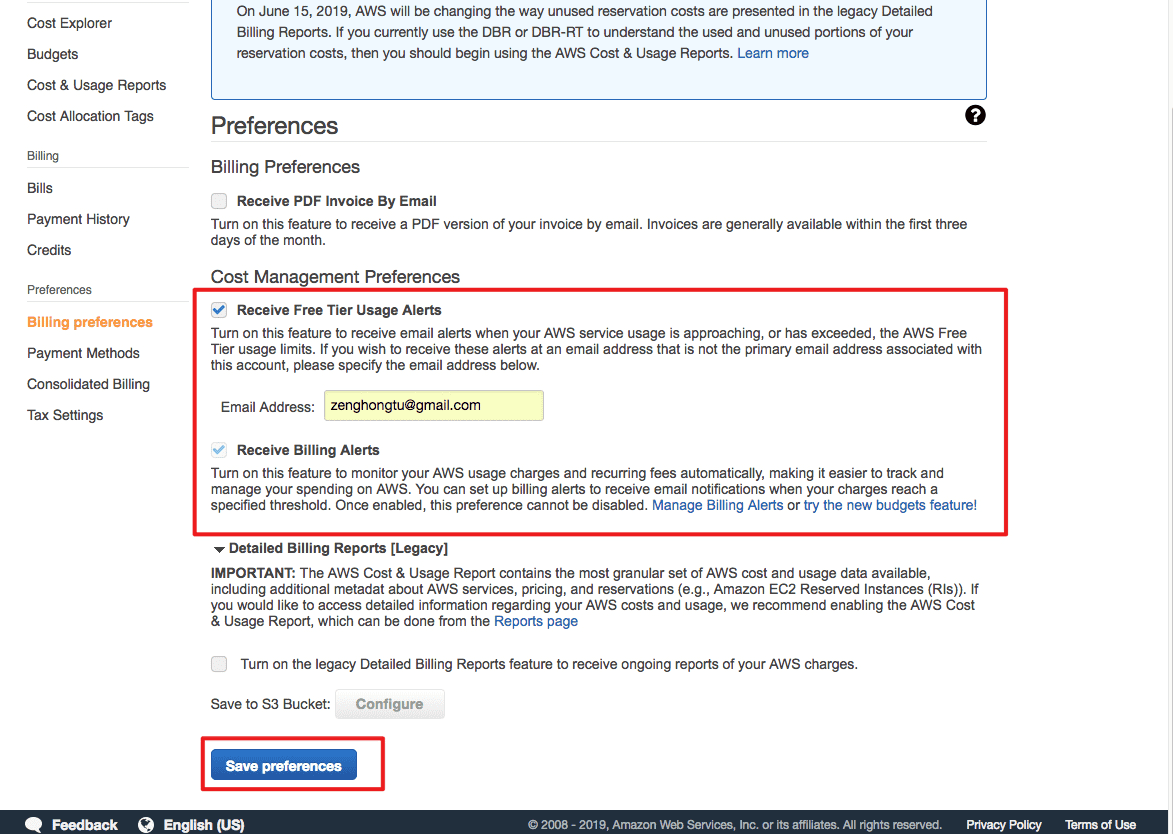 Cost Explorer
Budgets
Cost & Usage Reports
Cost Allocation Tags
Billing
Bills
Payment History
Credits
Preferences
Billing preferences
Payment Methods
Consolidated Billing
Tax Settings
On June 15, 2019, AWS will be changing the way unused reservation costs are presented in the legacy Detailed
Billing Reports. If you currently use the DBR or DBR-RT to understand the used and unused portions of your
reservation costs, then you should begin using the AWS Cost & Usage Reports. Learn more
Preferences
?
Billing Preferences
Receive PDF Invoice By Email
Turn on this feature to receive a PDF version of your invoice by email. Invoices are generally available within the first three
days of the month.
Cost Management Preferences
Receive Free Tier Usage Alerts
Turn on this feature to receive email alerts when your AWS service usage is approaching, or has exceeded, the AWS Free
Tier usage limits. If you wish to receive these alerts at an email address that is not the primary email address associated with
this account, please specify the email address below.
Email Address: zenghongtu@gmail.com
Receive Billing Alerts
Turn on this feature to monitor your AWS usage charges and recurring fees automatically, making it easier to track and
manage your spending on AWS. You can set up billing alerts to receive email notifications when your charges reach a
specified threshold. Once enabled, this preference cannot be disabled. Manage Billing Alerts or try the new budgets feature!
Detailed Billing Reports [Legacy]
IMPORTANT: The AWS Cost & Usage Report contains the most granular set of AWS cost and usage data available,
including additional metadat about AWS services, pricing, and reservations (e.g., Amazon EC2 Reserved Instances (RIs)). If
you would like to access detailed information regarding your AWS costs and usage, we recommend enabling the AWS Cost
& Usage Report, which can be done from the Reports page
Turn on the legacy Detailed Billing Reports feature to receive ongoing reports of your AWS charges.
Save to S3 Bucket: Configure
Save preferences
Feedback English (US) © 2008 - 2019, Amazon Web Services, Inc. or its affiliates. All rights reserved. Privacy Policy Terms of Use